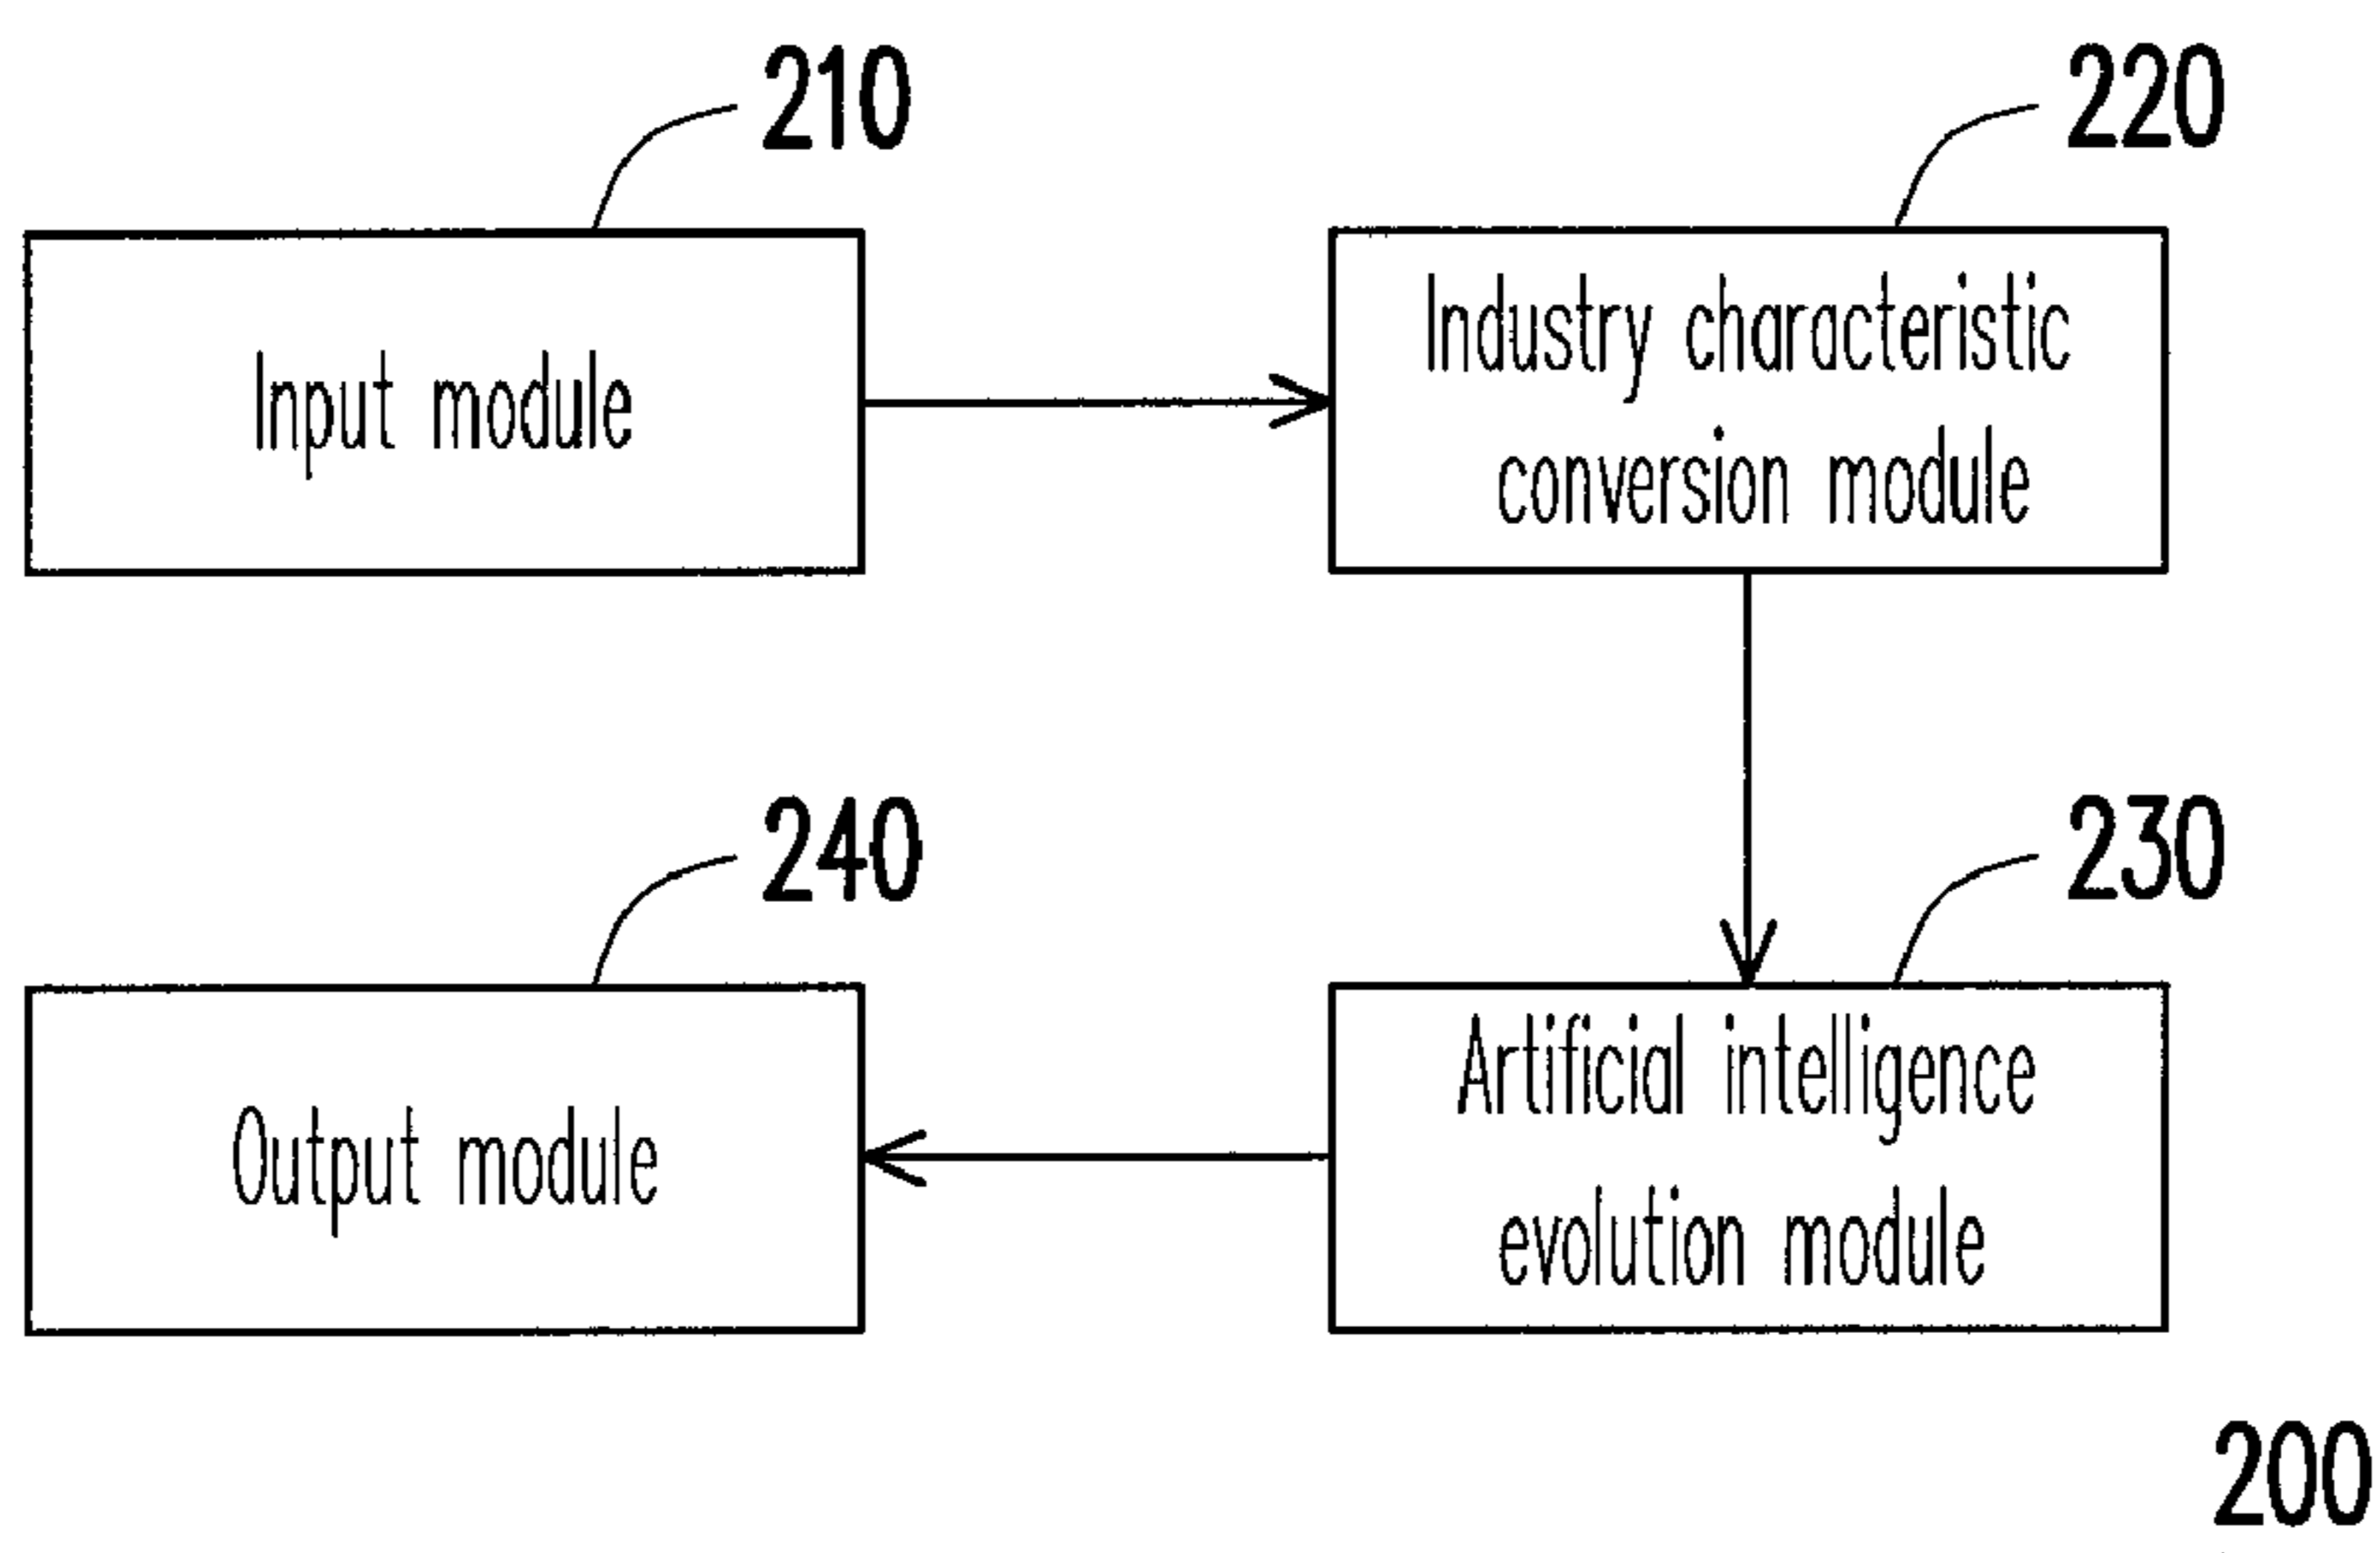 210
220
Input module
Industry characteristic
conversion module
240
230
Output module
Artificial intelligence
evolution module
200